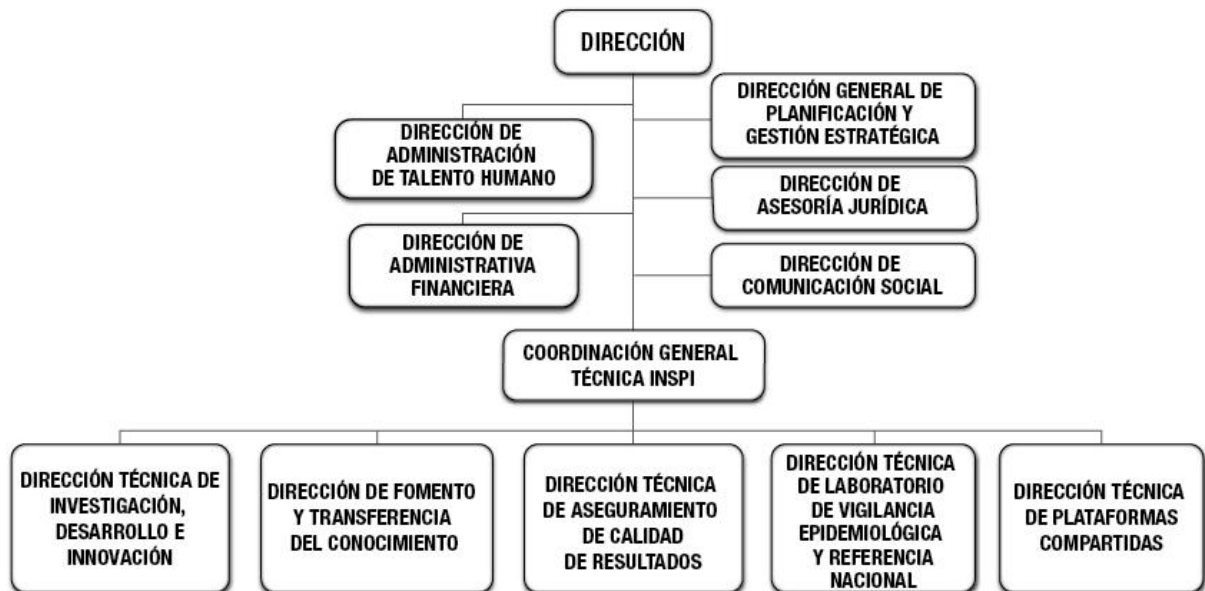 DIRECCIÓN
DIRECCIÓN GENERAL DE
PLANIFICACIÓN Y
GESTIÓN ESTRATÉGICA
DIRECCIÓN DE
ADMINISTRACIÓN
DE TALENTO HUMANO
DIRECCIÓN DE
ASESORÍA JURÍDICA
DIRECCIÓN DE
ADMINISTRATIVA
FINANCIERA
DIRECCIÓN DE
COMUNICACIÓN SOCIAL
COORDINACIÓN GENERAL
TÉCNICA INSPI
DIRECCIÓN TÉCNICA DE
INVESTIGACIÓN,
DESARROLLO E
INNOVACIÓN
DIRECCIÓN DE FOMENTO
Y TRANSFERENCIA
DEL CONOCIMIENTO
DIRECCIÓN TÉCNICA
DE ASEGURAMIENTO
DE CALIDAD
DE RESULTADOS
DIRECCIÓN TÉCNICA
DE LABORATORIO
DE VIGILANCIA
EPIDEMIOLÓGICA
Y REFERENCIA
NACIONAL
DIRECCIÓN TÉCNICA
DE PLATAFORMAS
COMPARTIDAS